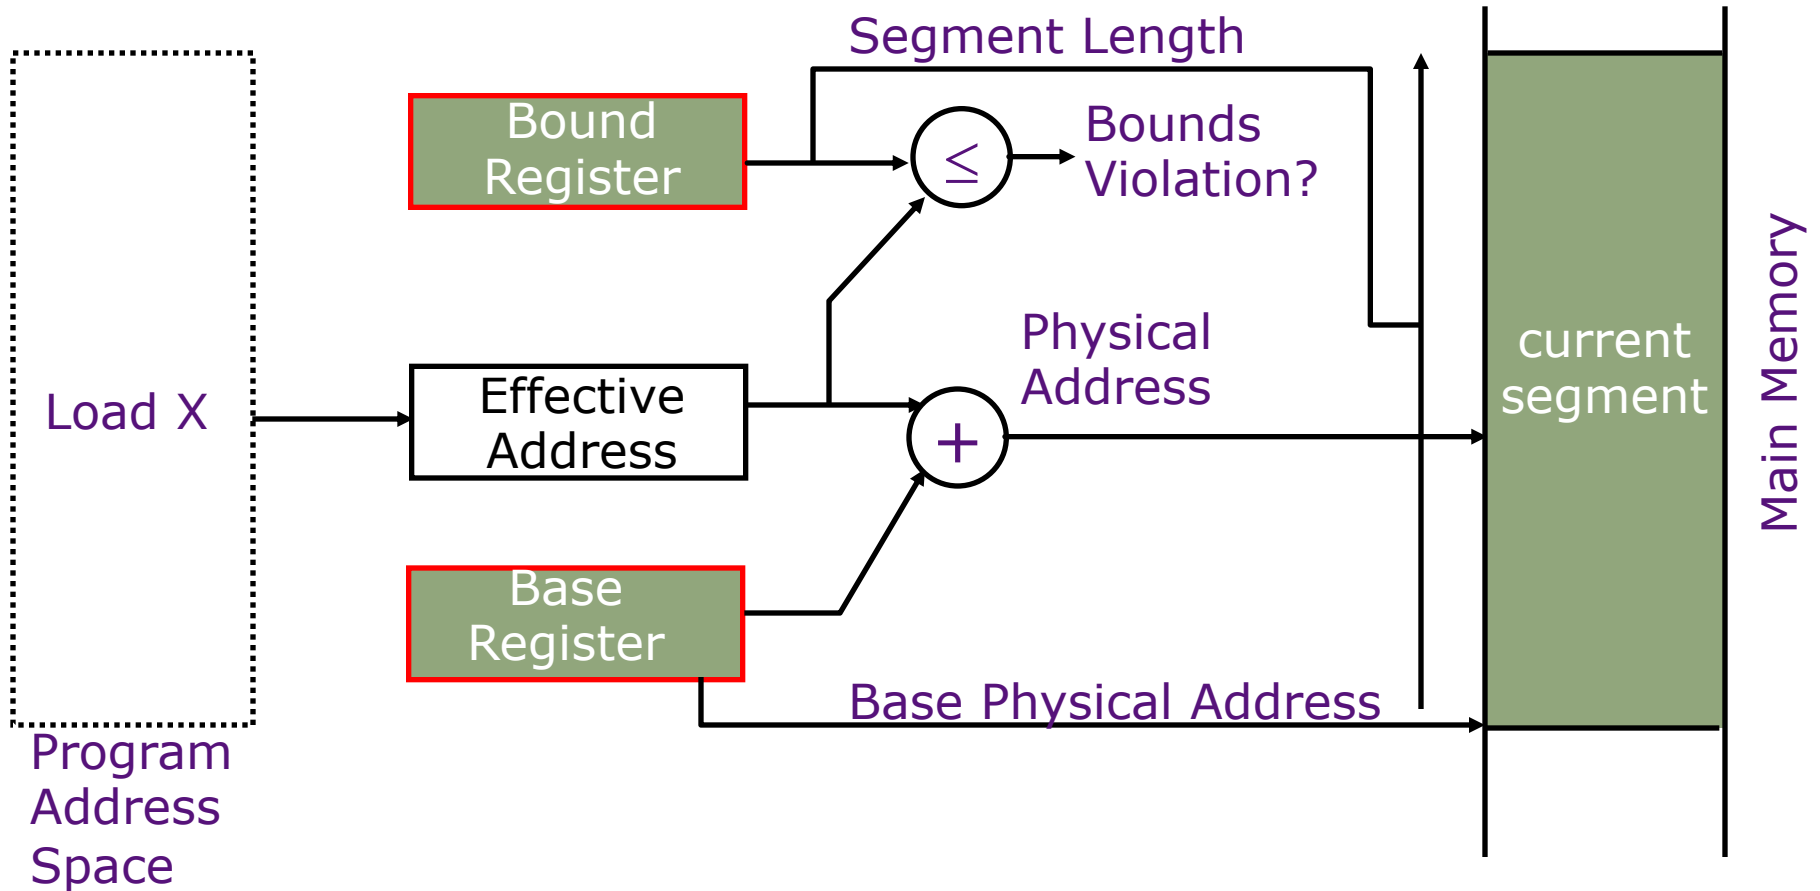 Segment Length
Bound
Register
≤
Bounds
Violation?
Load X
Effective
Address
+
Physical
Address
current
segment
Main Memory
Base
Register
Base Physical Address
Program
Address
Space